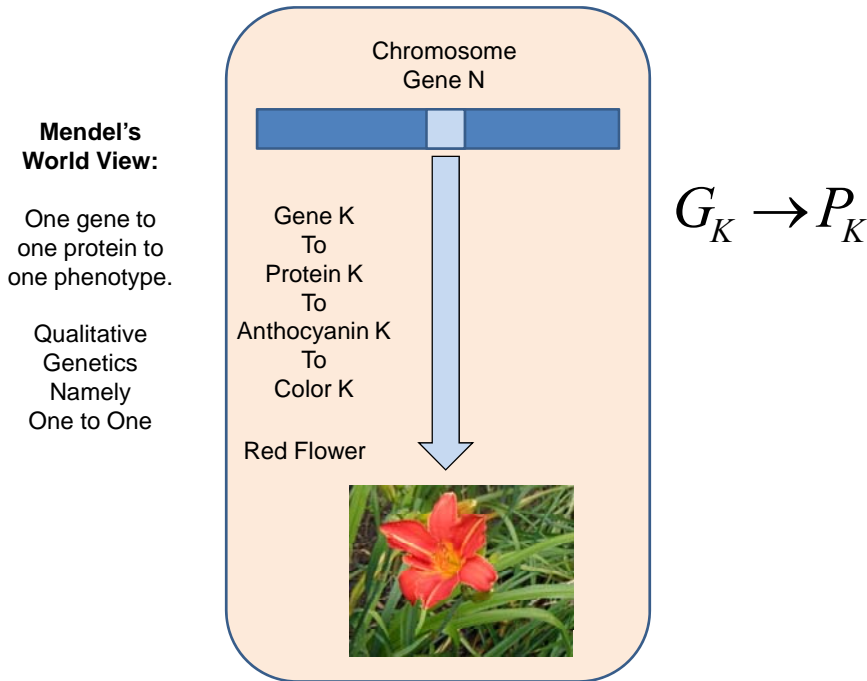 Mendel's
World View:
One gene to
one protein to
one phenotype.
Qualitative
Genetics
Namely
One to One
Chromosome
Gene N
Gene K
To
Protein K
To
Anthocyanin K
To
Color K
Red Flower
G_K → P_K